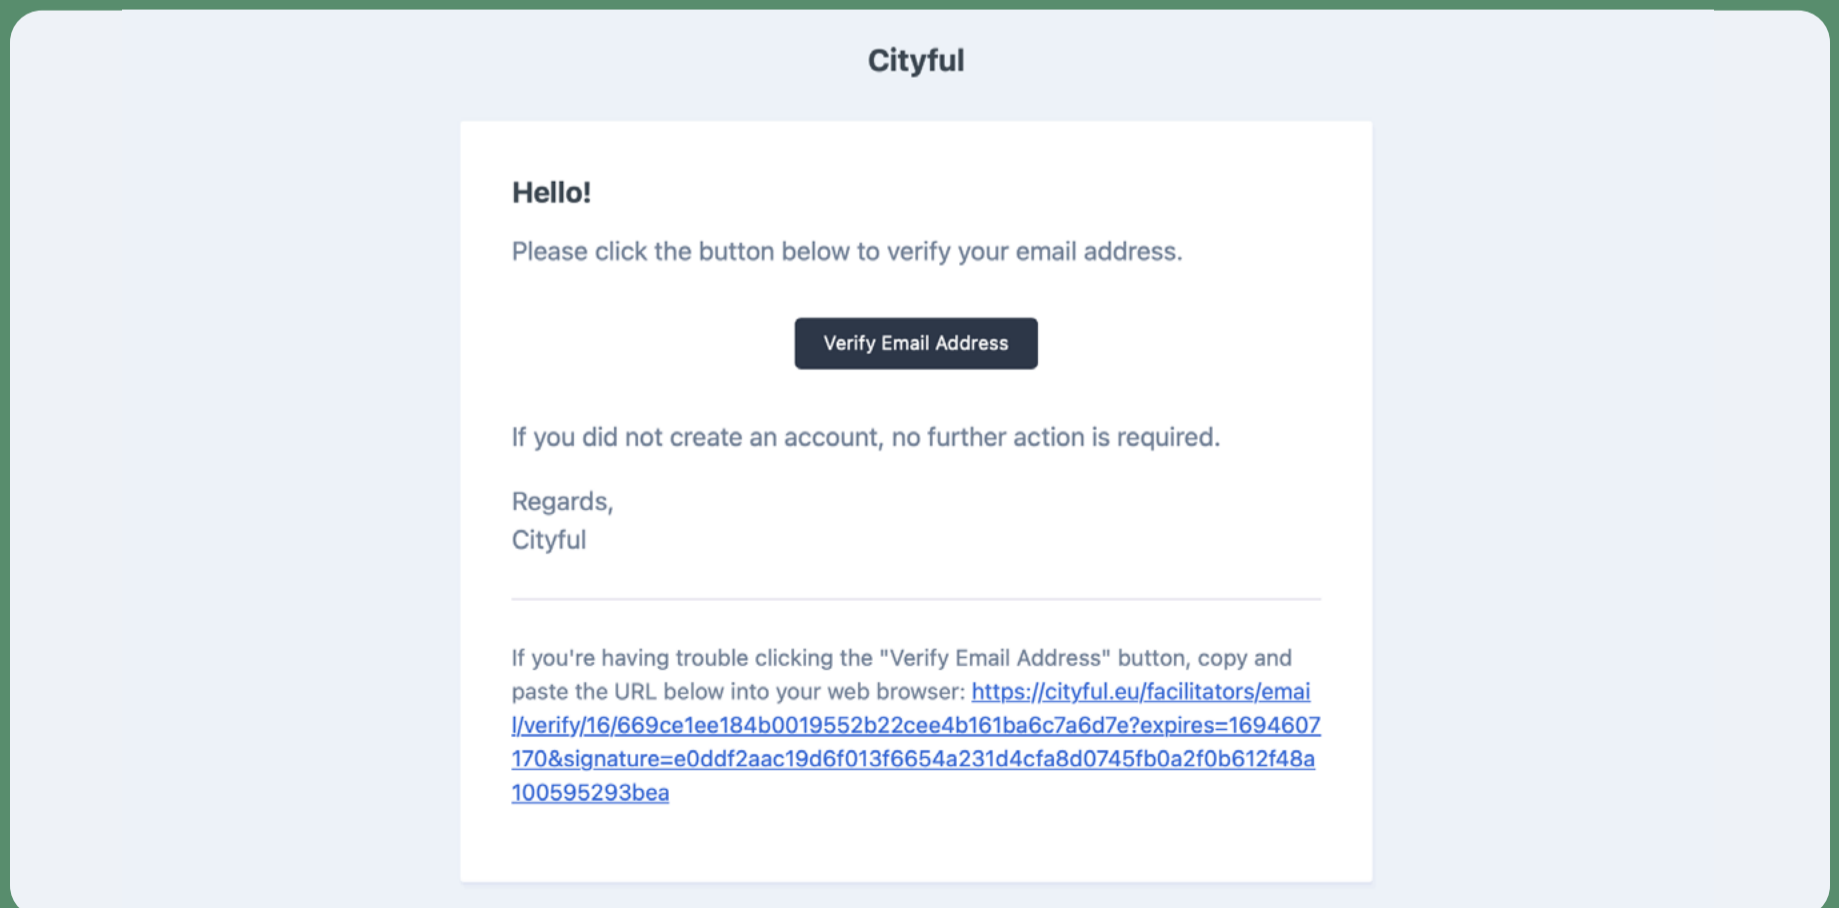 Cityful
Hello!
Please click the button below to verify your email address.
Verify Email Address
If you did not create an account, no further action is required.
Regards,
Cityful
If you're having trouble clicking the "Verify Email Address" button, copy and
paste the URL below into your web browser: https://cityful.eu/facilitators/emai
l/verify/16/669ce1ee184b0019552b22cee4b161ba6c7a6d7e?expires=1694607
170&signature=e0ddf2aac19d6f013f6654a231d4cfa8d0745fb0a2f0b612f48a
100595293bea